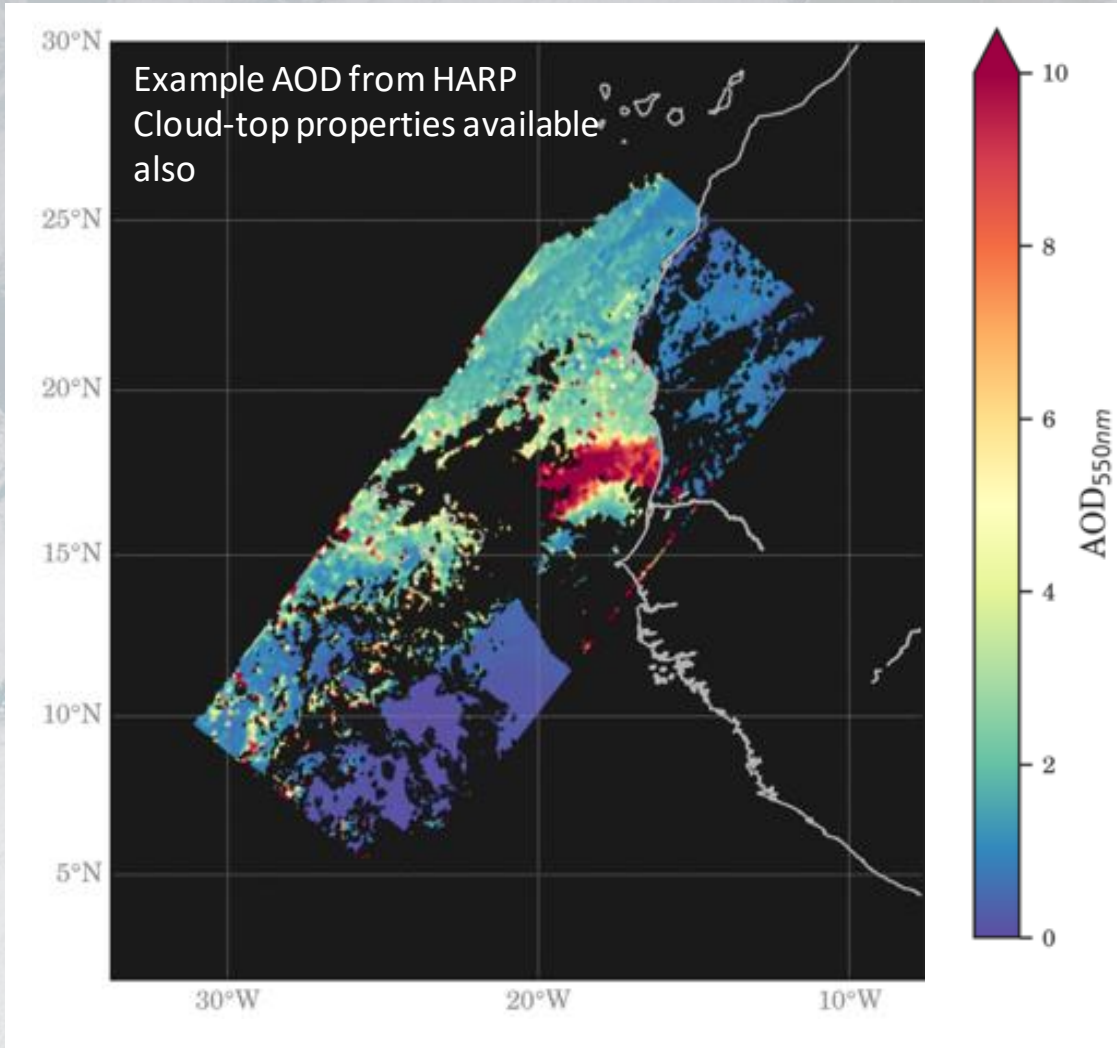 30°N
Example AOD from HARP
Cloud-top properties available
also
25°N
20°N
15°N
10°N
5°N
30°W
20°W
10°W
10
8
6
4
2
0
AOD550nm